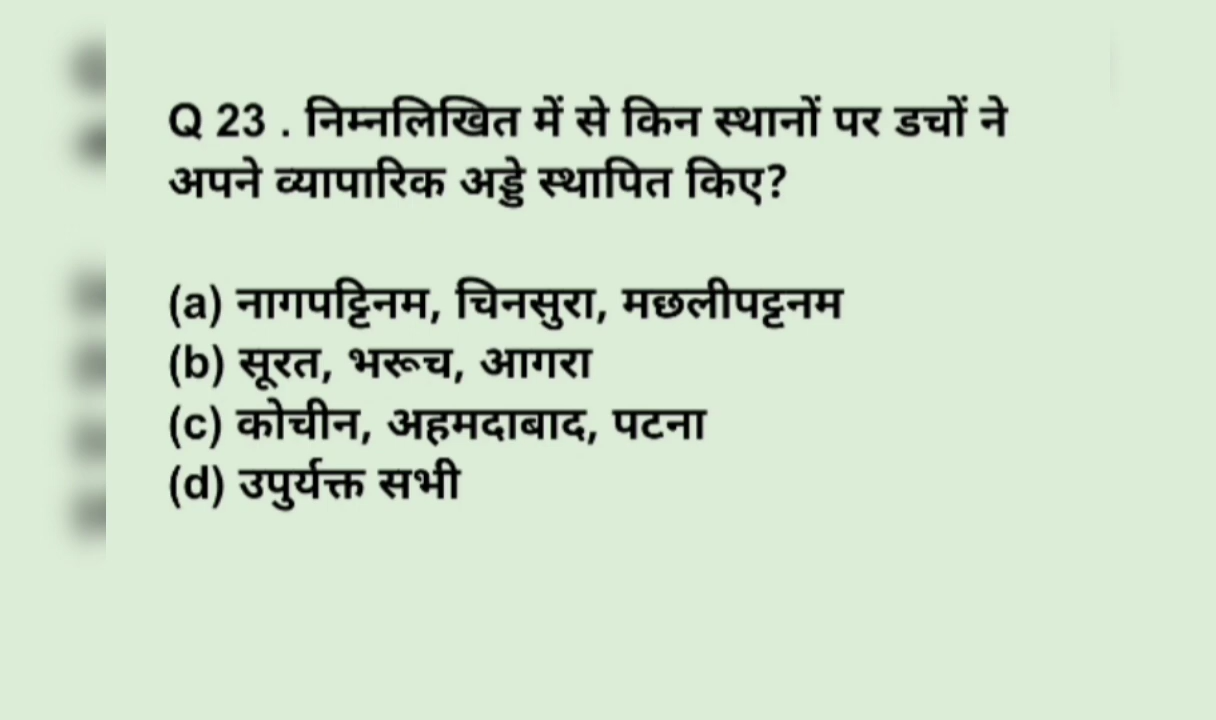 Q 23 . निम्नलिखित में से किन स्थानों पर डचों ने
अपने व्यापारिक अड्डे स्थापित किए?
(a) नागपट्टिनम, चिनसुरा, मछलीपट्टनम
(b) सूरत, भरूच, आगरा
(c) कोचीन, अहमदाबाद, पटना
(d) उपुर्यक्त सभी